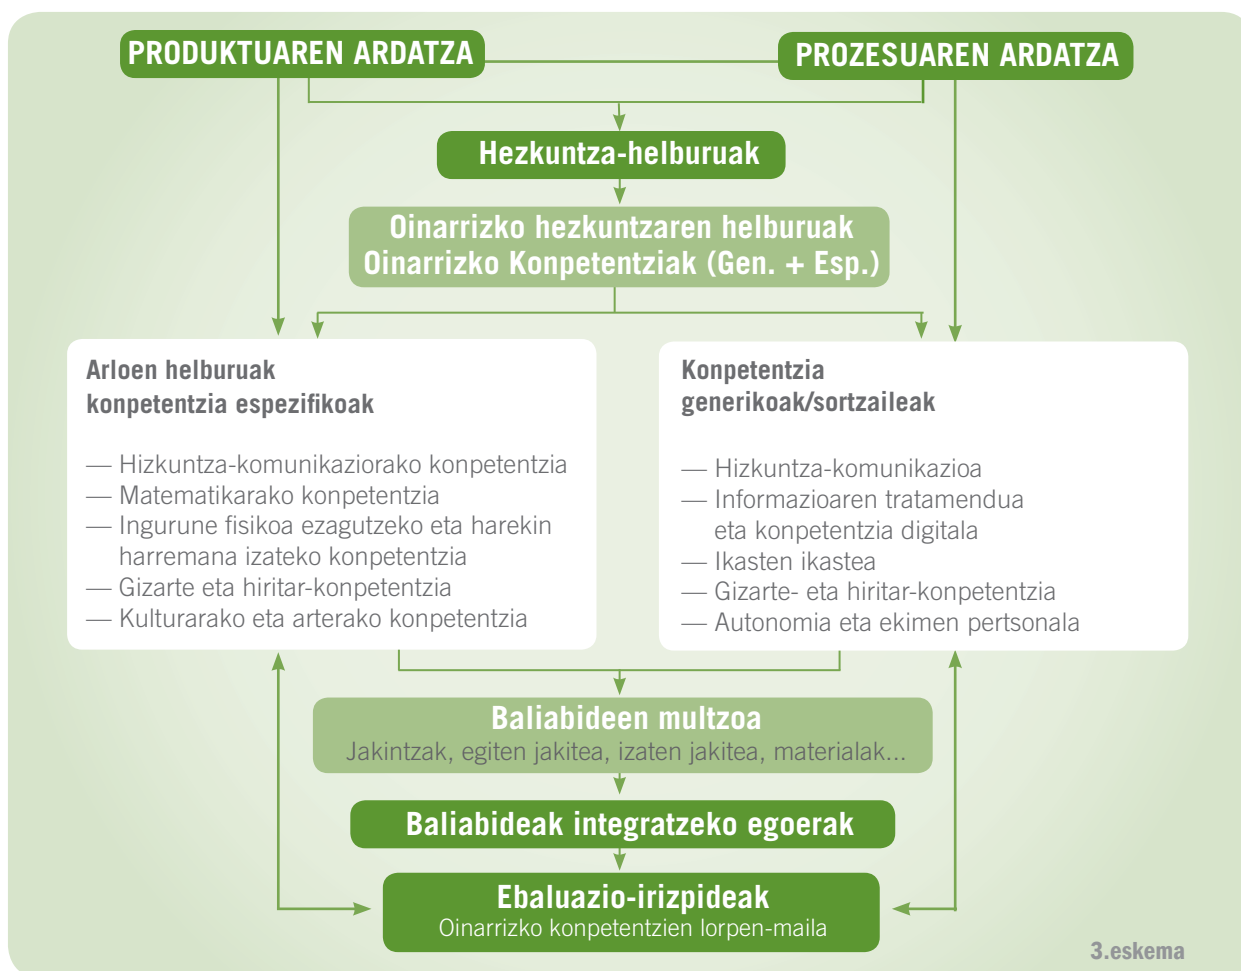 PRODUKTUAREN ARDATZA
PROZESUAREN ARDATZA
Hezkuntza-helburuak
Oinarrizko hezkuntzaren helburuak
Oinarrizko Konpetentziak (Gen. + Esp.)
Arloen helburuak
konpetentzia espezifikoak
— Hizkuntza-komunikaziorako konpetentzia
— Matematikarako konpetentzia
— Ingurune fisikoa ezagutzeko eta harekin
harremana izateko konpetentzia
— Gizarte eta hiritar-konpetentzia
— Kulturarako eta arterako konpetentzia
Konpetentzia
generikoak/sortzaileak
— Hizkuntza-komunikazioa
— Informazioaren tratamendua
eta konpetentzia digitala
— Ikasten ikastea
— Gizarte- eta hiritar-konpetentzia
— Autonomia eta ekimen pertsonala
Baliabideen multzoa
Jakintzak, egiten jakitea, izaten jakitea, materialak...
Baliabideak integratzeko egoerak
Ebaluazio-irizpideak
Oinarrizko konpetentzien lorpen-maila
3.eskema